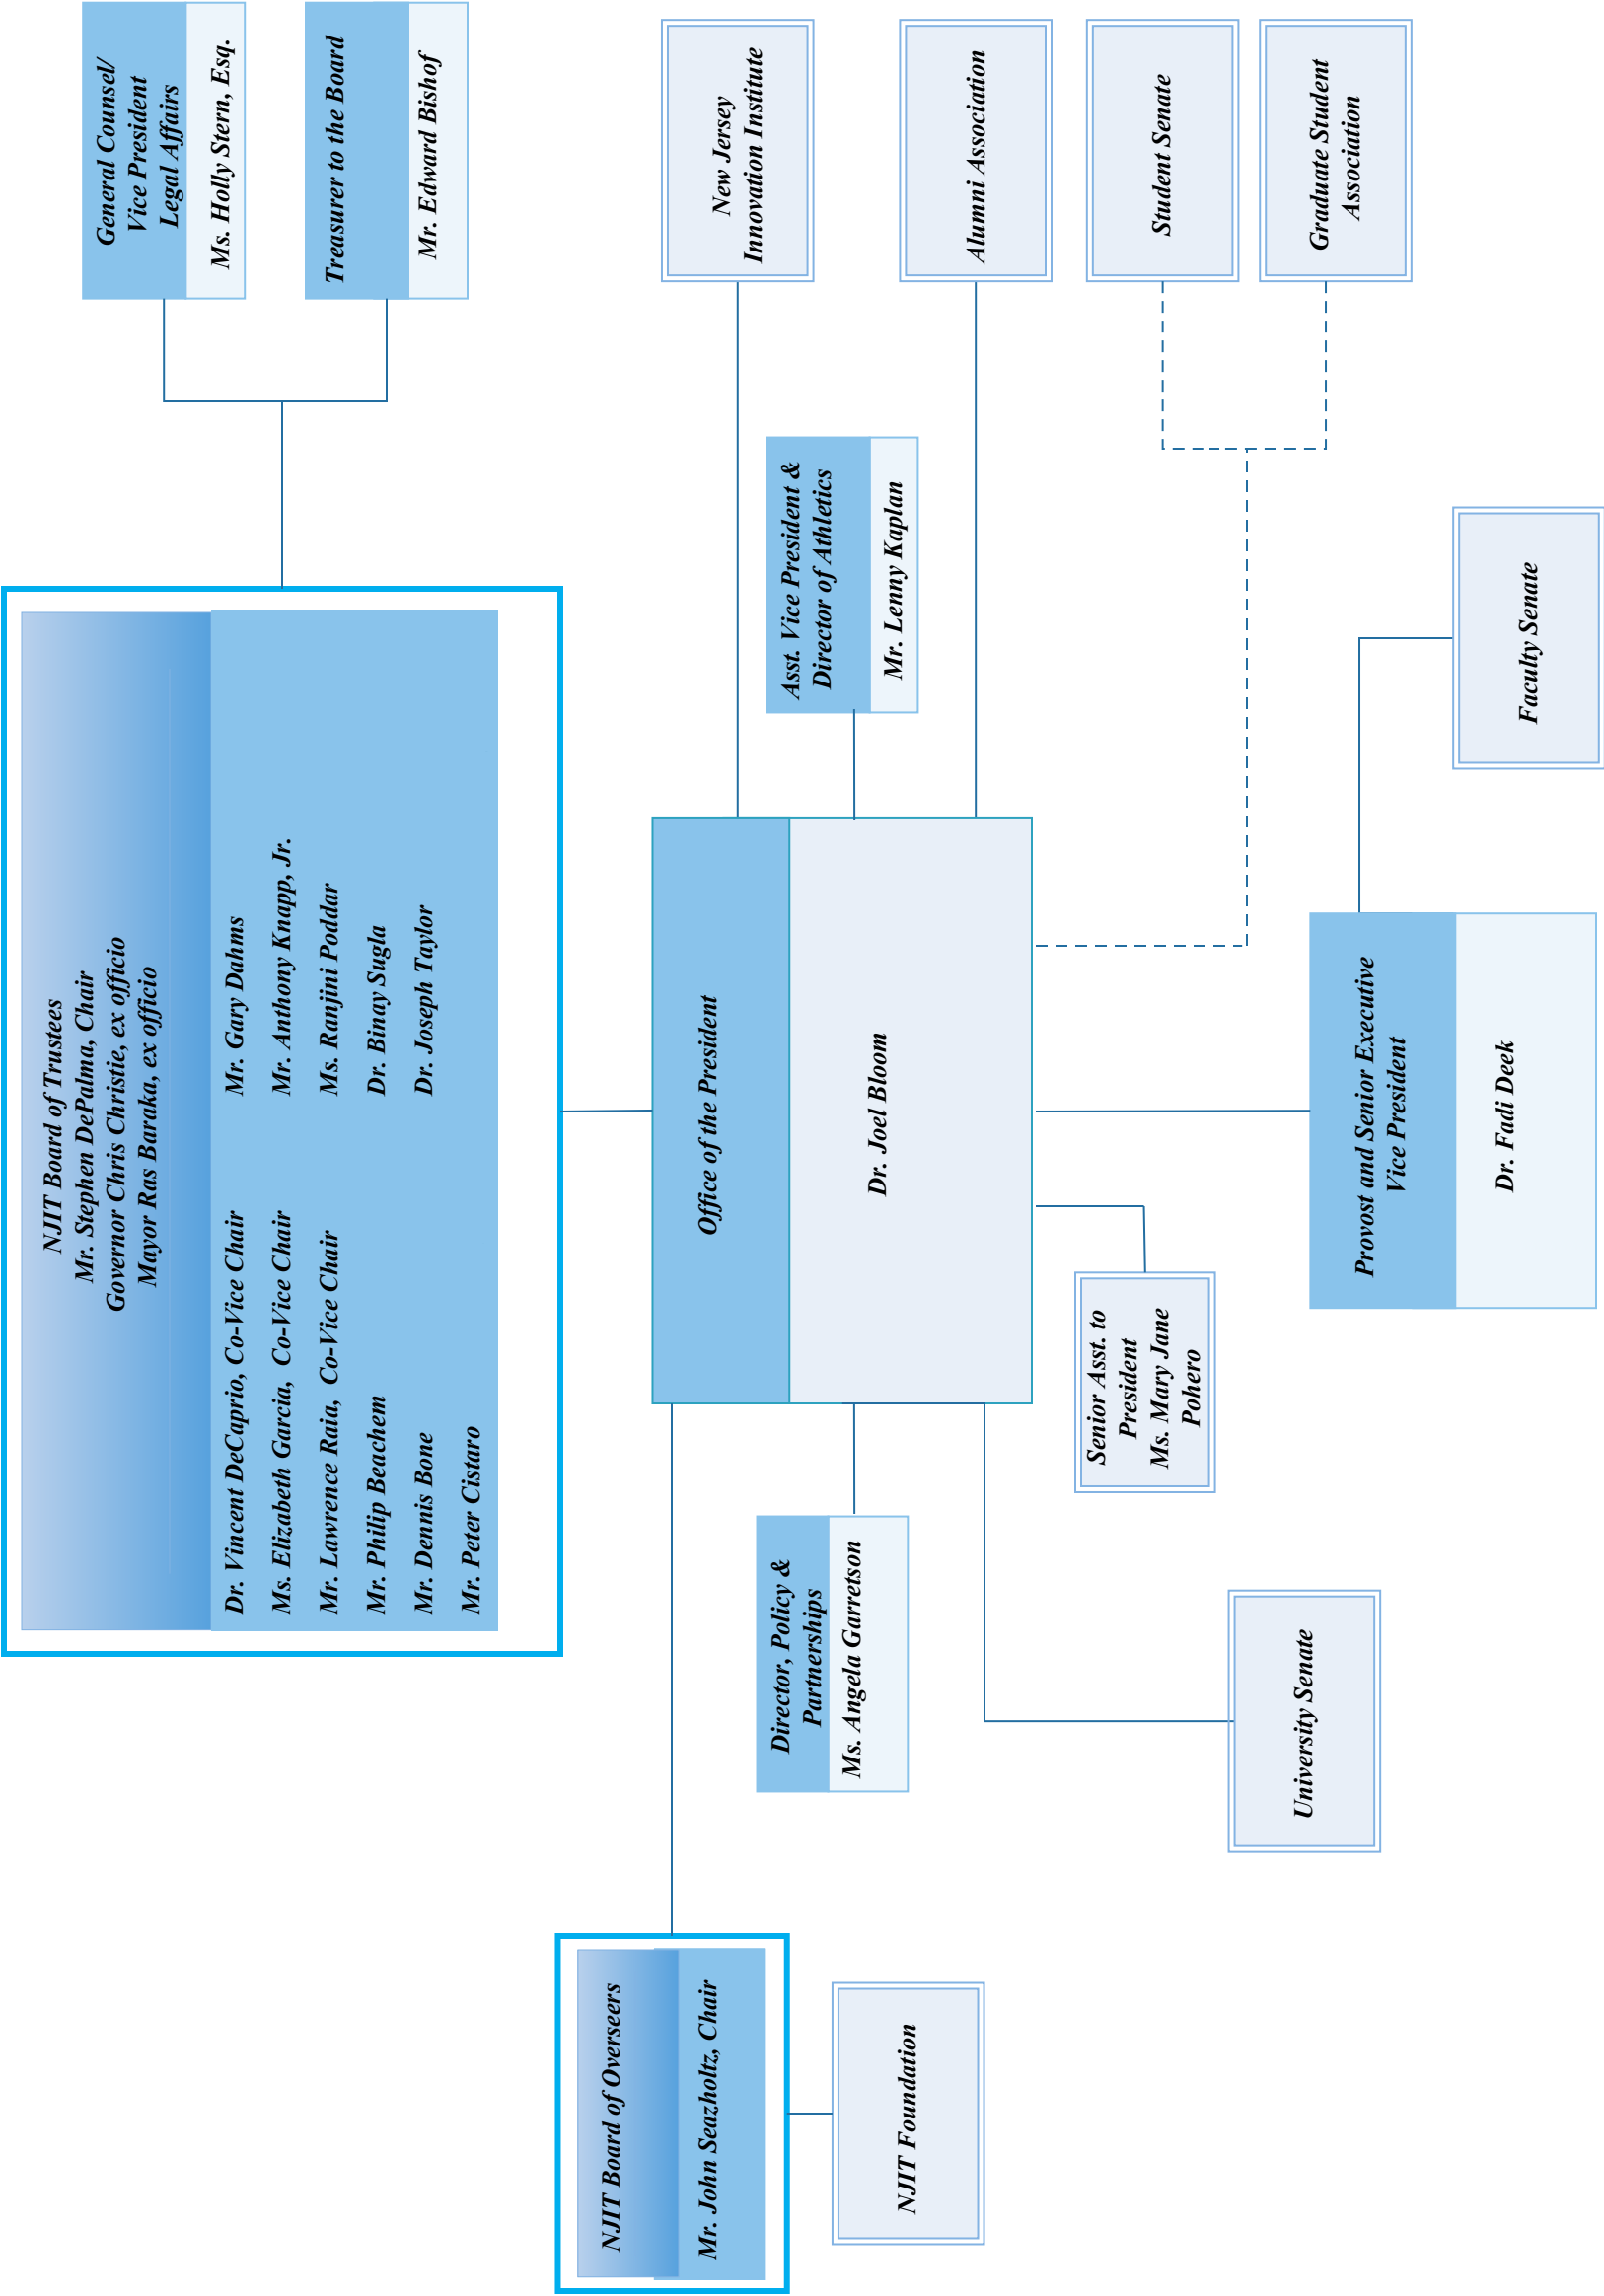 NJIT Board of Trustees
Mr. Stephen DePalma, Chair
Governor Chris Christie, ex officio
Mayor Ras Baraka, ex officio
Dr. Vincent DeCaprio, Co-Vice Chair
Ms. Elizabeth Garcia, Co-Vice Chair
Mr. Lawrence Raia, Co-Vice Chair
Mr. Philip Beachem
Mr. Dennis Bone
Mr. Peter Cistaro
Mr. Gary Dahms
Mr. Anthony Knapp, Jr.
Ms. Ranjini Poddar
Dr. Binay Sugla
Dr. Joseph Taylor
General Counsel/
Vice President
Legal Affairs
Ms. Holly Stern, Esq.
Treasurer to the Board
Mr. Edward Bishof
NJIT Board of Overseers
Mr. John Seazholtz, Chair
NJIT Foundation
Office of the President
Dr. Joel Bloom
New Jersey
Innovation Institute
Director, Policy &
Partnerships
Ms. Angela Garretson
Asst. Vice President &
Director of Athletics
Mr. Lenny Kaplan
Alumni Association
Senior Asst. to
President
Ms. Mary Jane
Pohero
Student Senate
Graduate Student
Association
University Senate
Provost and Senior Executive
Vice President
Dr. Fadi Deek
Faculty Senate